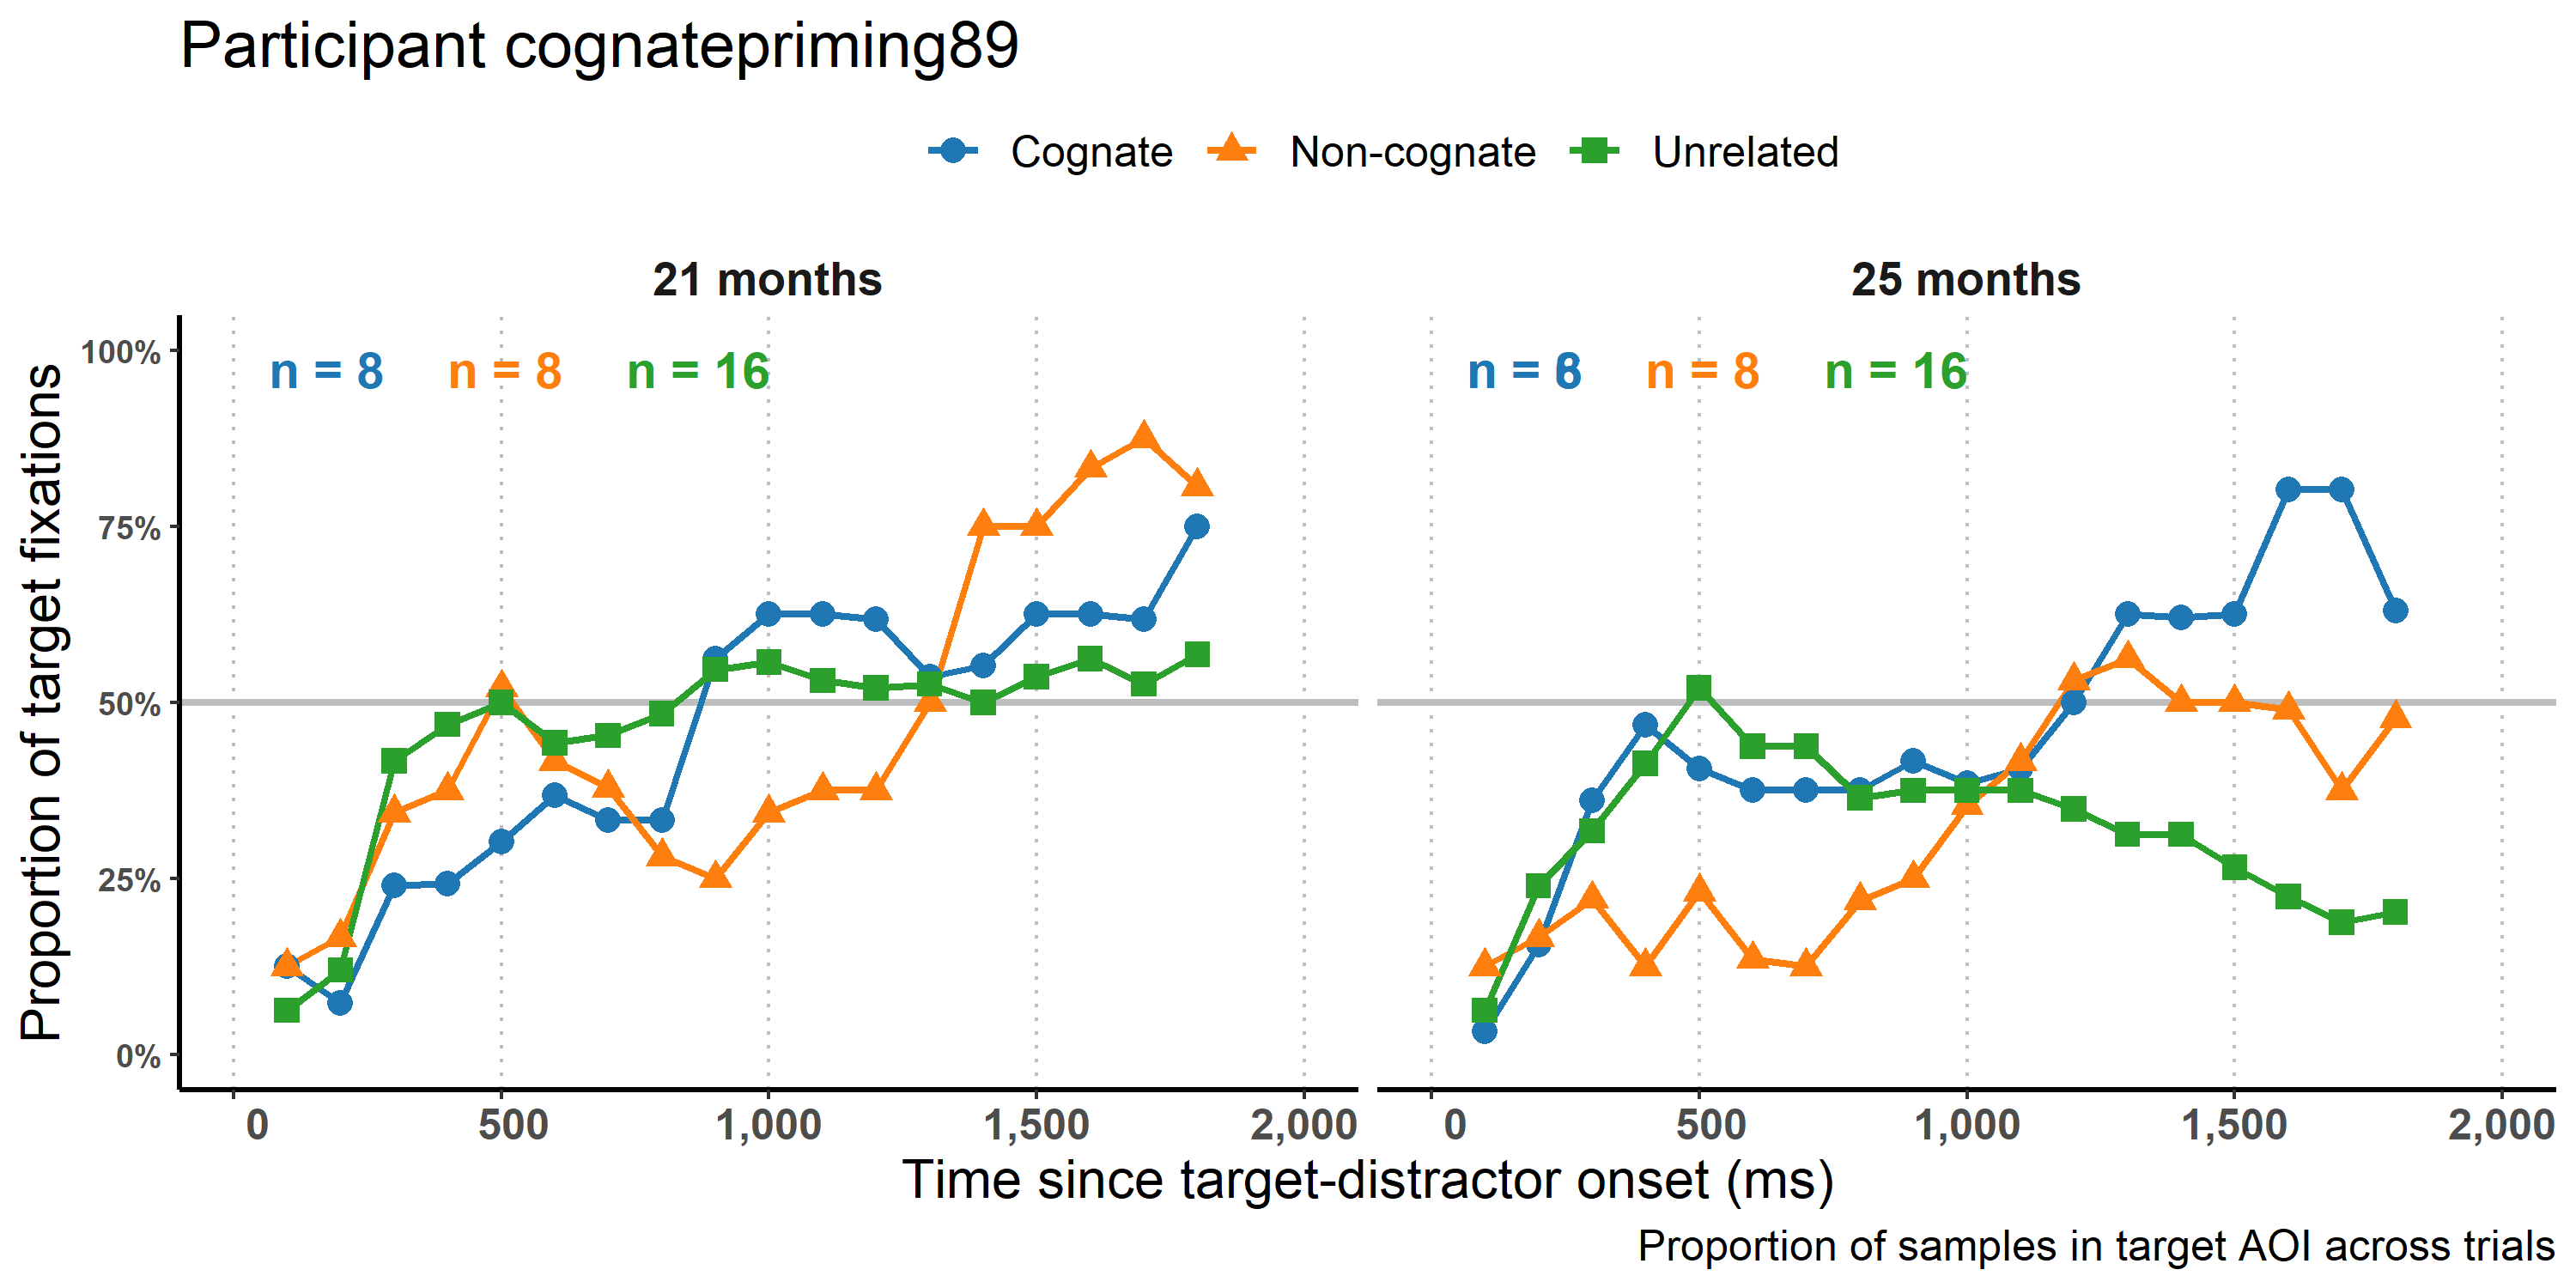 Participant cognatepriming89
Cognate Non-cognate Unrelated
21 months 25 months
n = 8 n = 8 n = 16 n = n = 8 n = 16
100%
75%
50%
25%
0%
Proportion of target fixations
0 500 1,000 1,500 2,000 0 500 1,000 1,500 2,000
Time since target-distractor onset (ms)
Proportion of samples in target AOI across trials